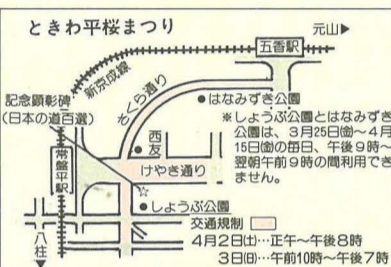 ときわ平桜まつり
元山▶
五香駅
新京成線
さくら通り
はなみずき公園
記念顕彰碑
(日本の道百選)
西友
※しょうぶ公園とはなみずき
公園は、3月25日㊎〜4月
15日㊎の毎日、午後9時〜
翌朝午前9時の間利用でき
ません。
常盤平駅
けやき通り
☆
しょうぶ公園
交通規制
八柱▼
4月2日㊏…正午〜午後8時
3日㊐…午前10時〜午後7時